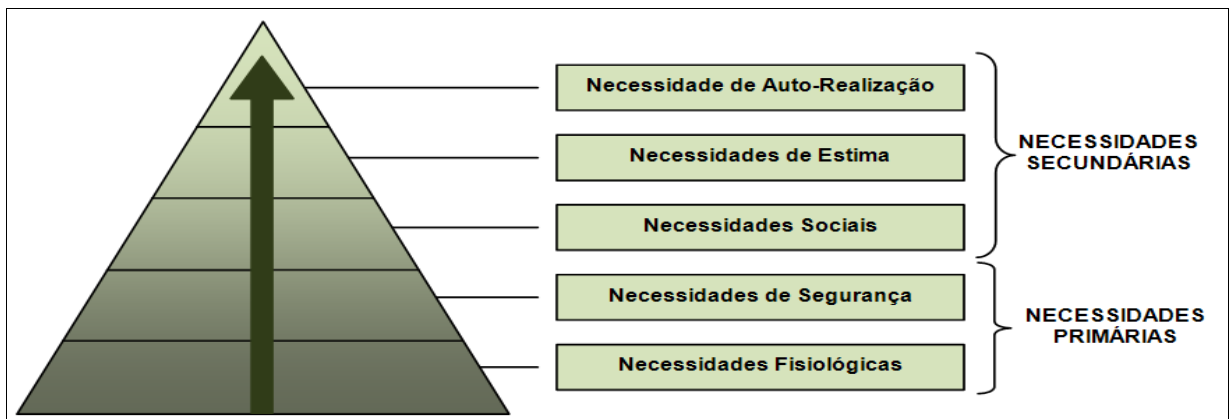 Necessidade de Auto-Realização
Necessidades de Estima
Necessidades Sociais
NECESSIDADES
SECUNDÁRIAS
Necessidades de Segurança
Necessidades Fisiológicas
NECESSIDADES
PRIMÁRIAS